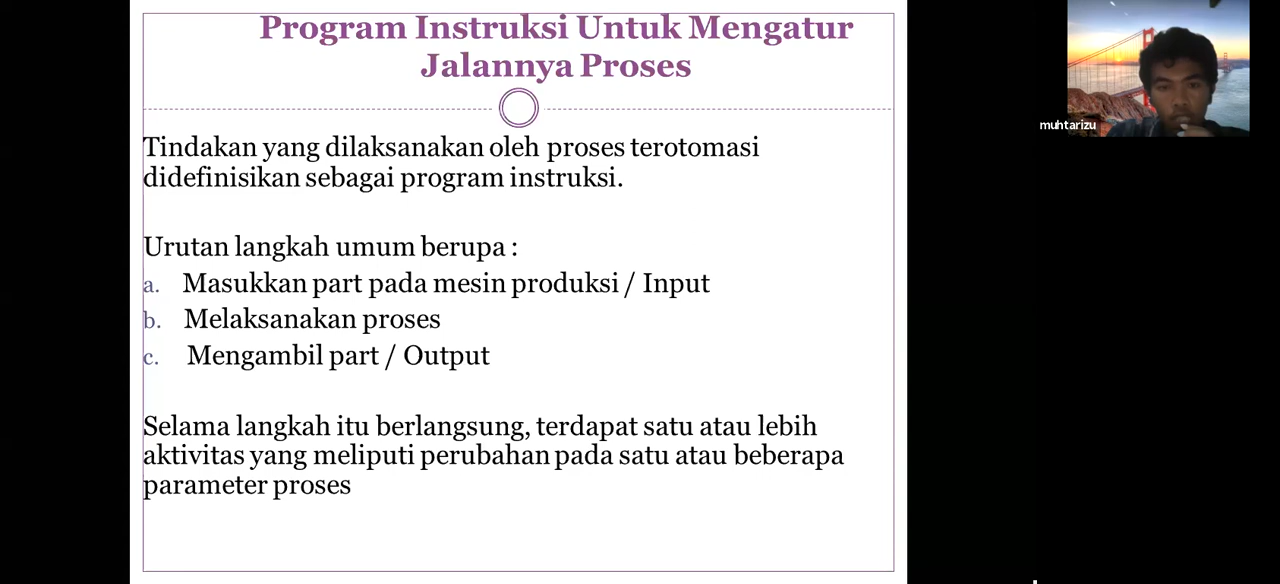 Program Instruksi Untuk Mengatur
Jalannya Proses
Tindakan yang dilaksanakan oleh proses terotomasi
didefinisikan sebagai program instruksi.
Urutan langkah umum berupa :
a. Masukkan part pada mesin produksi / Input
b. Melaksanakan proses
c. Mengambil part / Output
Selama langkah itu berlangsung, terdapat satu atau lebih
aktivitas yang meliputi perubahan pada satu atau beberapa
parameter proses
muhtarizu